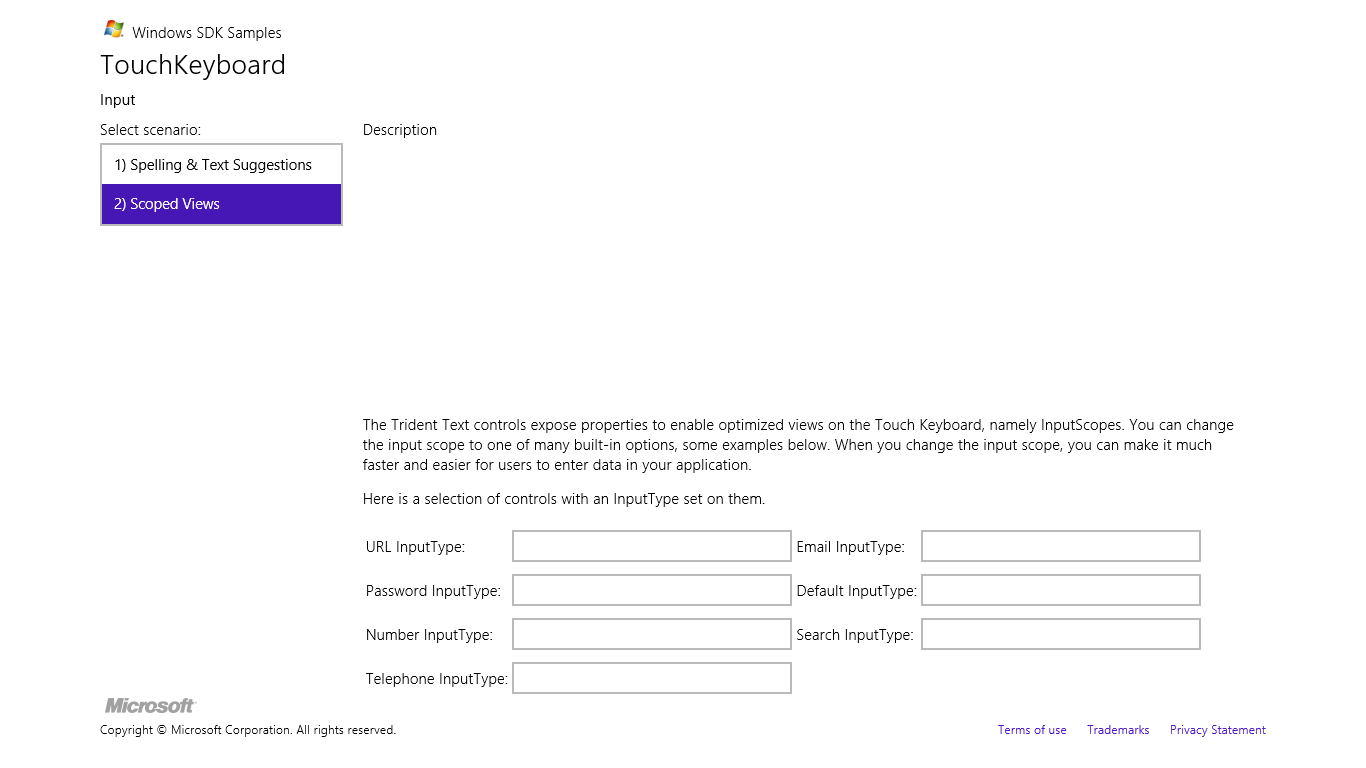 Windows SDK Samples
TouchKeyboard
Input
Select scenario:
Description
1) Spelling & Text Suggestions
2) Scoped Views
The Trident Text controls expose properties to enable optimized views on the Touch Keyboard, namely InputScopes. You can change
the input scope to one of many built-in options, some examples below. When you change the input scope, you can make it much
faster and easier for users to enter data in your application.
Here is a selection of controls with an InputType set on them.
URL InputType:
Email InputType:
Password InputType:
Default InputType:
Number InputType:
Search InputType:
Telephone InputType:
Microsoft
Copyright © Microsoft Corporation. All rights reserved.
Terms of use
Trademarks
Privacy Statement